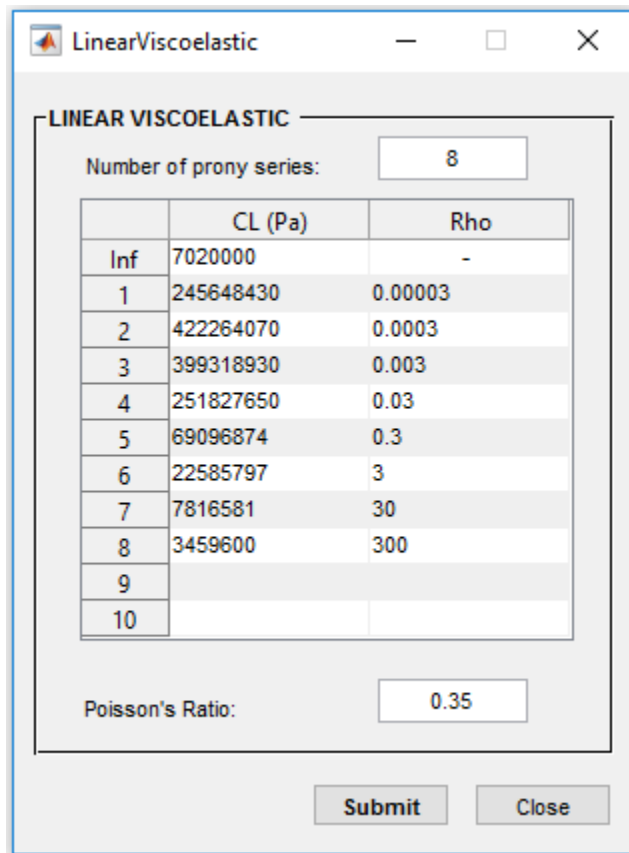 LinearViscoelastic
LINEAR VISCOELASTIC
Number of prony series: 8
CL (Pa) Rho
Inf 7020000 -
1 245648430 0.00003
2 422264070 0.0003
3 399318930 0.003
4 251827650 0.03
5 69096874 0.3
6 22585797 3
7 7816581 30
8 3459600 300
9
10
Poisson's Ratio: 0.35
Submit Close